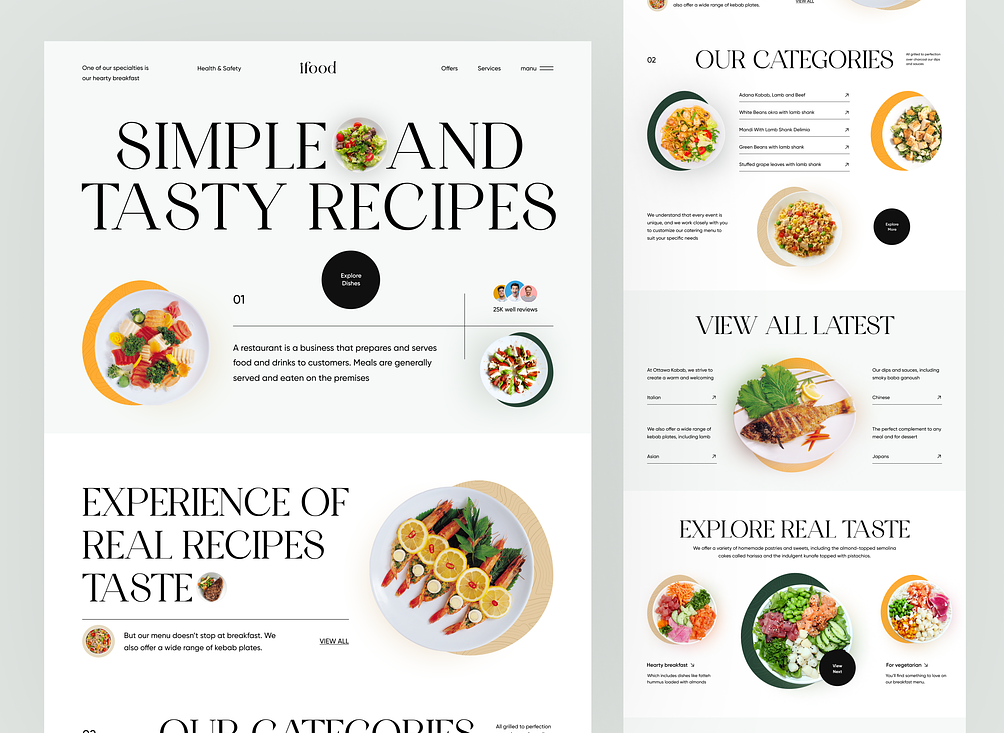 One of our specialties is
our hearty breakfast
Health & Safety
ifood
Offers
Services
manu
SIMPLE AND
TASTY RECIPES
Explore
Dishes
01
25K well reviews
A restaurant is a business that prepares and serves
food and drinks to customers. Meals are generally
served and eaten on the premises
EXPERIENCE OF
REAL RECIPES
TASTE
But our menu doesn't stop at breakfast. We
also offer a wide range of kebab plates.
VIEW ALL
02
OUR CATEGORIES
All grilled to perfection
also offer a wide range of kebab plates.
VIEW ALL
02
OUR CATEGORIES
All grilled to perfection
over charcoal our dips
and sauces
Adana Kabab, Lamb and Beef
White Beans okra with lamb shank
Mandi With Lamb Shank Delimia
Green Beans with lamb shank
Stuffed grape leaves with lamb shank
We understand that every event is
unique, and we work closely with you
to customize our catering menu to
suit your specific needs
Explore
More
VIEW ALL LATEST
At Ottawa Kabab, we strive to
create a warm and welcoming
Italian
We also offer a wide range of
kebab plates, including lamb
Asian
Our dips and sauces, including
smoky baba ganoush
Chinese
The perfect complement to any
meal and for dessert
Japans
EXPLORE REAL TASTE
We offer a variety of homemade pastries and sweets, including the almond-topped semolina
cakes called harissa and the indulgent kunafa topped with pistachios.
Hearty breakfast
Which includes dishes like fatteh
hummus loaded with almonds
View
Next
For vegetarian
You'll find something to love on
our breakfast menu.